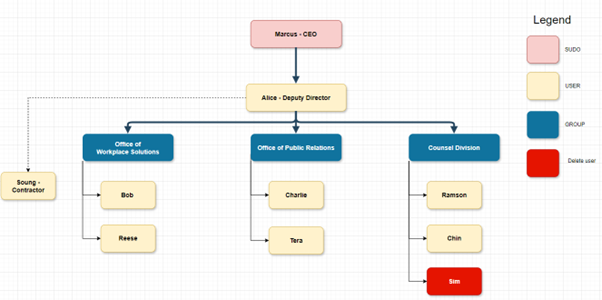 Legend
Marcus - CEO
SUDO
USER
Alice - Deputy Director
GROUP
Office of
Workplace Solutions
Office of Public Relations
Counsel Division
Delete user
Soung -
Contractor
Bob
Charlie
Ramson
Reese
Tera
Chin
Sim